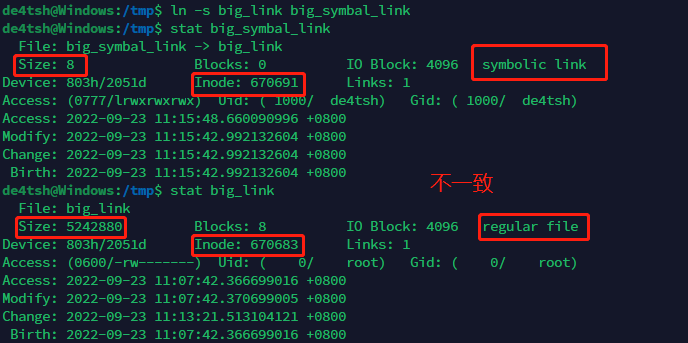 de4tsh@Windows:/tmp$ ln -s big_link big_symbal_link
de4tsh@Windows:/tmp$ stat big_symbal_link
  File: big_symbal_link -> big_link
  Size: 8               Blocks: 0          IO Block: 4096   symbolic link
Device: 803h/2051d      Inode: 670691      Links: 1
Access: (0777/lrwxrwxrwx)  Uid: ( 1000/  de4tsh)   Gid: ( 1000/  de4tsh)
Access: 2022-09-23 11:15:48.660090996 +0800
Modify: 2022-09-23 11:15:42.992132604 +0800
Change: 2022-09-23 11:15:42.992132604 +0800
 Birth: 2022-09-23 11:15:42.992132604 +0800
de4tsh@Windows:/tmp$ stat big_link
不一致
  File: big_link
  Size: 5242880         Blocks: 8          IO Block: 4096   regular file
Device: 803h/2051d      Inode: 670683      Links: 1
Access: (0600/-rw-------)  Uid: (    0/    root)   Gid: (    0/    root)
Access: 2022-09-23 11:07:42.366699016 +0800
Modify: 2022-09-23 11:07:42.370699005 +0800
Change: 2022-09-23 11:13:21.513104121 +0800
 Birth: 2022-09-23 11:07:42.366699016 +0800